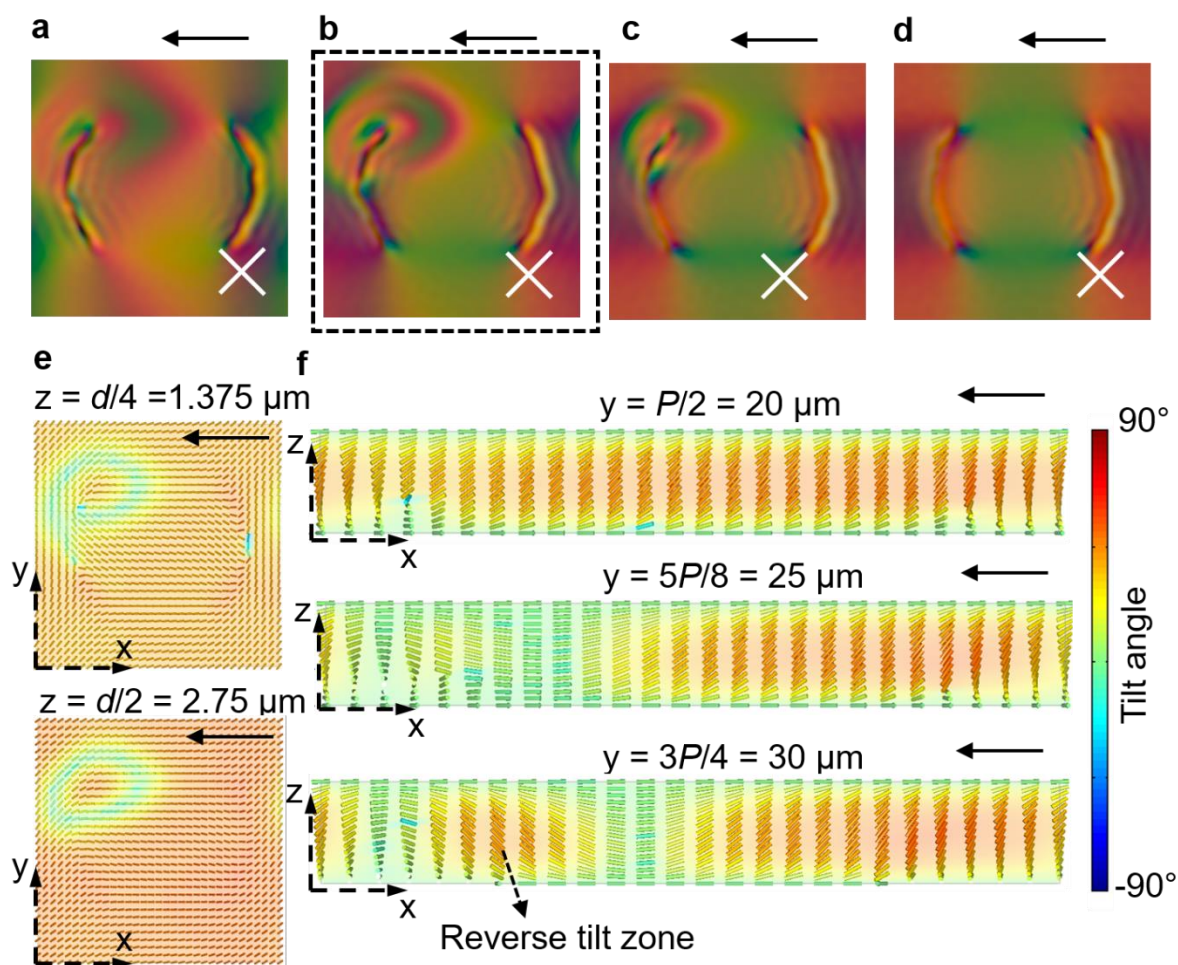 a
b
c
d
e
f
z = d/4 =1.375 μm
y
x
z = d/2 = 2.75 μm
y
x
y = P/2 = 20 μm
z
x
y = 5P/8 = 25 μm
z
x
y = 3P/4 = 30 μm
z
x
Reverse tilt zone
90°
Tilt angle
-90°